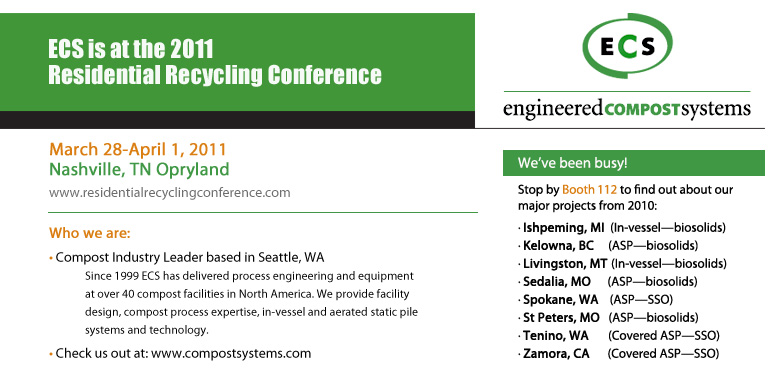 ECS is at the 2011
Residential Recycling Conference
ECS
engineeredCOMPOSTsystems
March 28-April 1, 2011
Nashville, TN Opryland
www.residentialrecyclingconference.com
Who we are:
• Compost Industry Leader based in Seattle, WA
Since 1999 ECS has delivered process engineering and equipment
at over 40 compost facilities in North America. We provide facility
design, compost process expertise, in-vessel and aerated static pile
systems and technology.
• Check us out at: www.compostsystems.com
We've been busy!
Stop by Booth 112 to find out about our
major projects from 2010:
· Ishpeming, MI (In-vessel—biosolids)
· Kelowna, BC (ASP—biosolids)
· Livingston, MT (In-vessel—biosolids)
· Sedalia, MO (ASP—biosolids)
· Spokane, WA (ASP—SSO)
· St Peters, MO (ASP—biosolids)
· Tenino, WA (Covered ASP—SSO)
· Zamora, CA (Covered ASP—SSO)